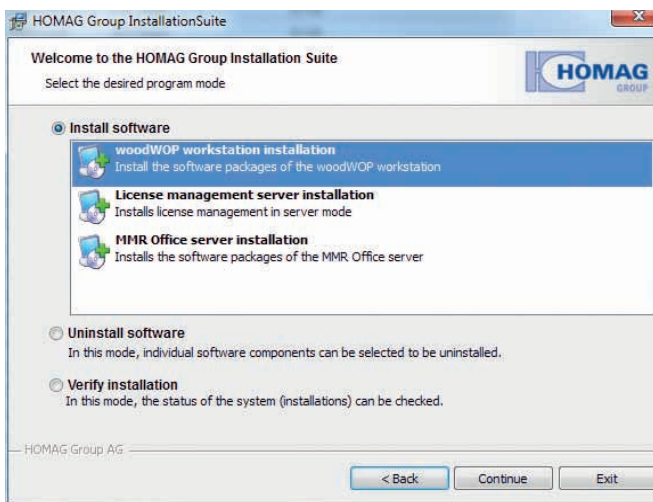 HOMAG Group InstallationSuite
Welcome to the HOMAG Group Installation Suite
Select the desired program mode
HOMAG
GROUP
Install software
woodWOP workstation installation
Install the software packages of the woodWOP workstation
License management server installation
Installs license management in server mode
MMR Office server installation
Installs the software packages of the MMR Office server
Uninstall software
In this mode, individual software components can be selected to be uninstalled.
Verify installation
In this mode, the status of the system (installations) can be checked.
HOMAG Group AG
< Back Continue Exit